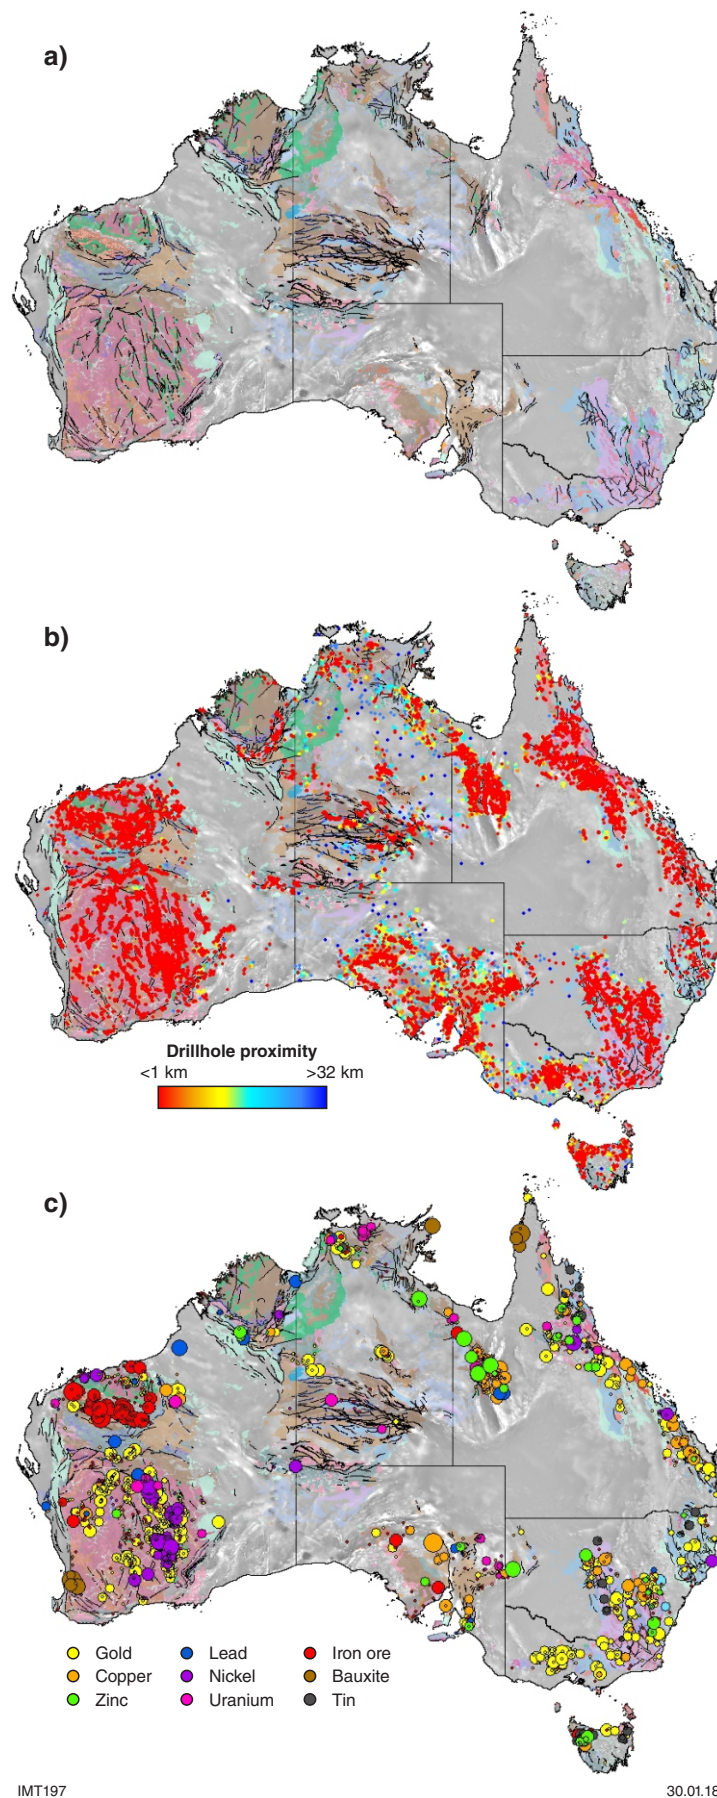 a)
b)
Drillhole proximity
<1 km >32 km
c)
Gold Lead Iron ore
Copper Nickel Bauxite
Zinc Uranium Tin
IMT197 30.01.18